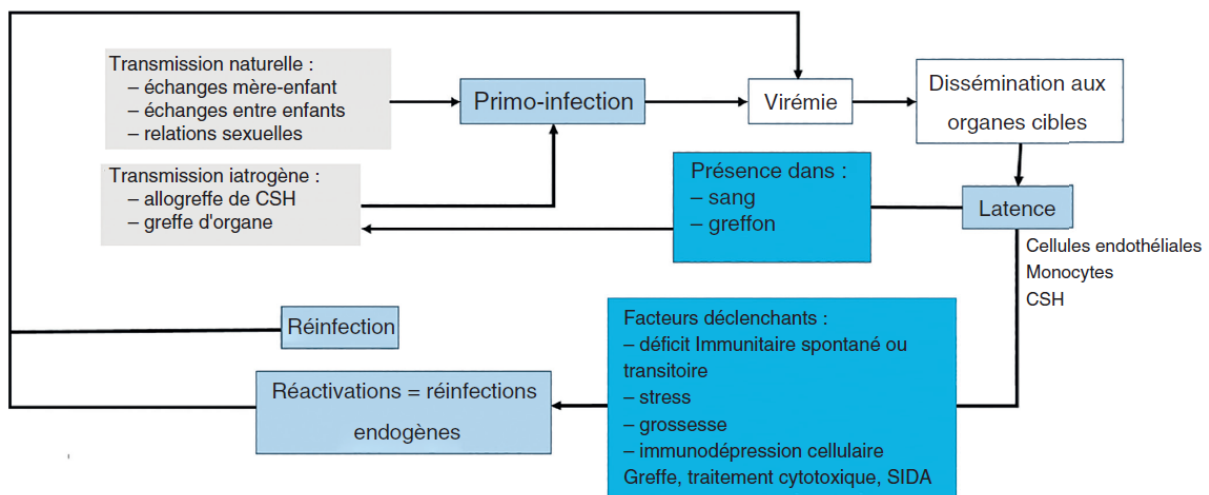 Transmission naturelle :
– échanges mère-enfant
– échanges entre enfants
– relations sexuelles
Primo-infection
Virémie
Dissémination aux
organes cibles
Transmission iatrogène :
– allogreffe de CSH
– greffe d'organe
Présence dans :
– sang
– greffon
Latence
Cellules endothéliales
Monocytes
CSH
Réinfection
Facteurs déclenchants :
– déficit Immunitaire spontané ou
transitoire
– stress
– grossesse
– immunodépression cellulaire
Greffe, traitement cytotoxique, SIDA
Réactivations = réinfections
endogènes